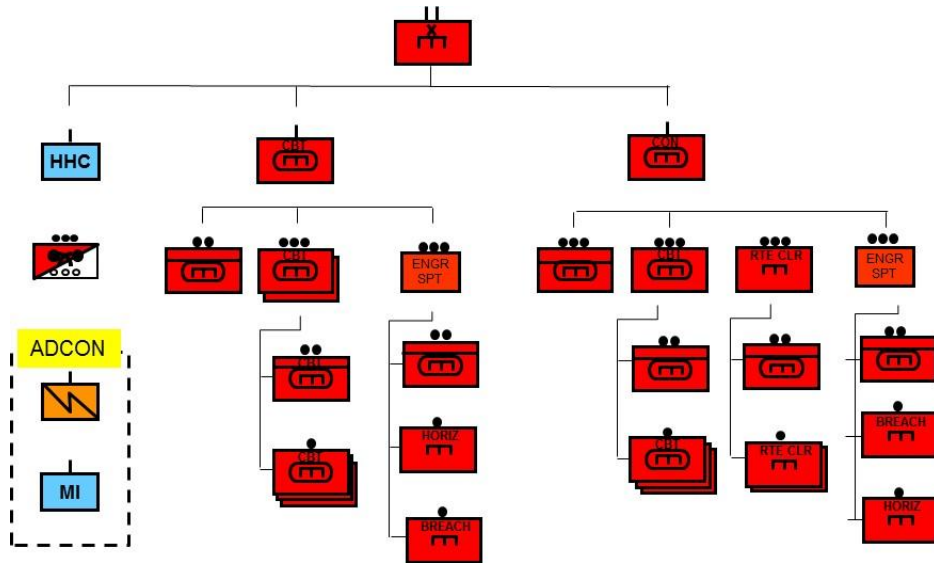 X
HHC
CBT
CON
CBT
ENGR
SPT
CBT
RTE CLR
ENGR
SPT
ADCON
CBT
CBT
HORIZ
BREACH
CBT
RTE CLR
BREACH
HORIZ
MI